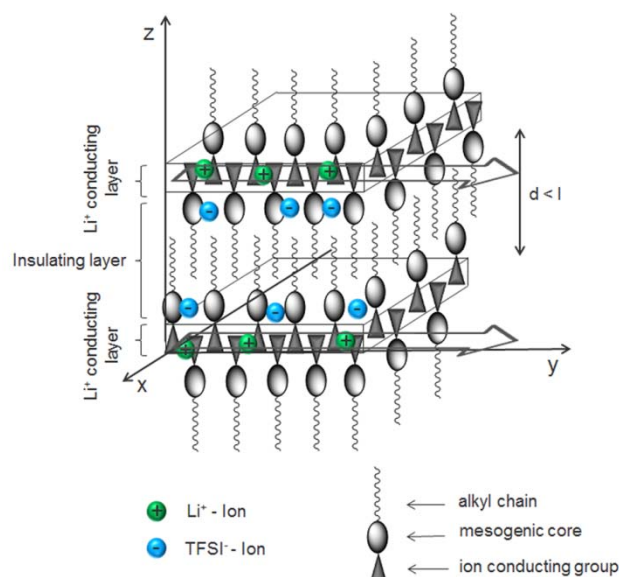 z
Li⁺ conducting
layer
d < l
Insulating layer
Li⁺ conducting
layer
x
y
Li⁺ - Ion
TFSI⁻ - Ion
alkyl chain
mesogenic core
ion conducting group
+
+
+
-
-
-
-
-
-
+
+
+
+
-